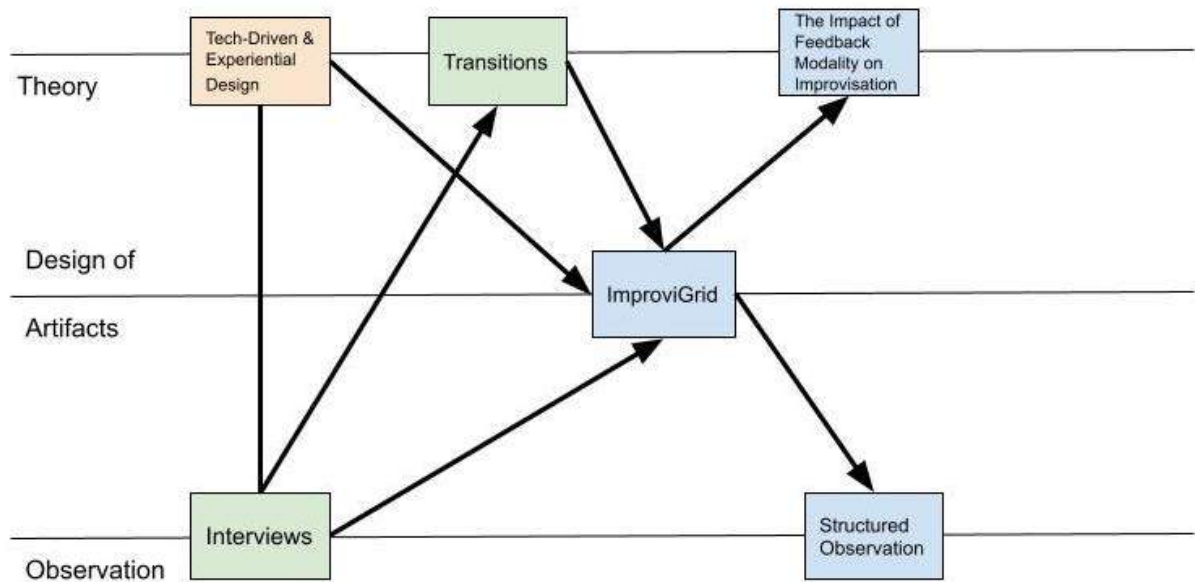 Tech-Driven &
Experiential
Design
Transitions
The Impact of
Feedback
Modality on
Improvisation
Theory
Design of
ImproviGrid
Artifacts
Interviews
Structured
Observation
Observation